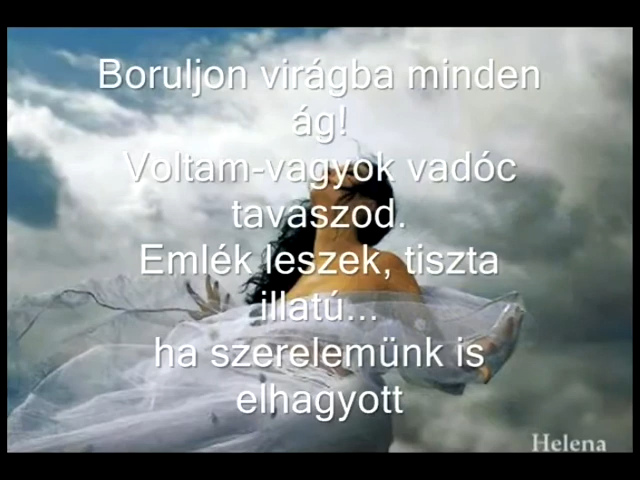 Boruljon virágba minden
ág!
Voltam-vagyok vadóc
tavaszod.
Emlék leszek, tiszta
illatú...
ha szerelemünk is
elhagyott
Helena